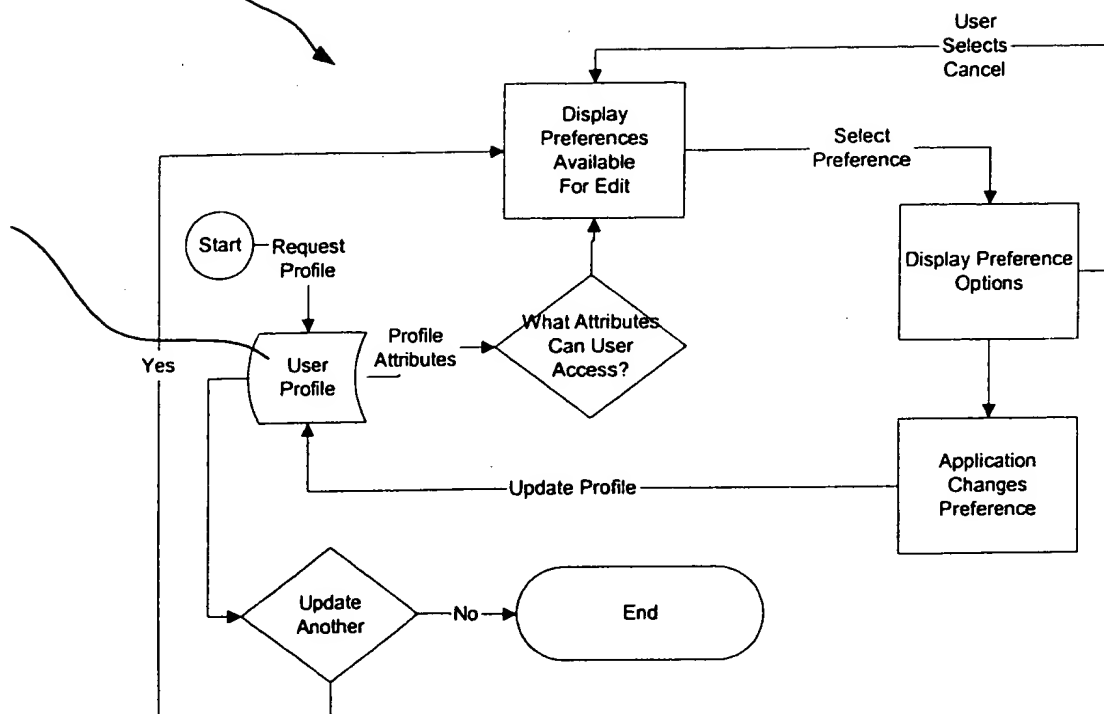 User
Selects
Cancel
Display
Preferences
Available
For Edit
Select
Preference
Start
Request
Profile
Display Preference
Options
What Attributes
Can User
Access?
Profile
Attributes
User
Profile
Yes
Application
Changes
Preference
Update Profile
Update
Another
No
End